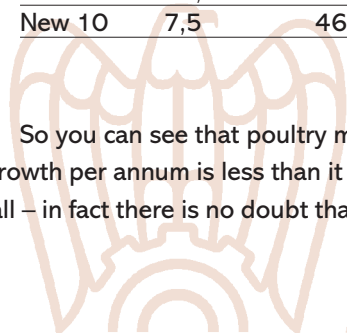 New 10 7,5 46
So you can see that poultry m
rowth per annum is less than it
all – in fact there is no doubt tha